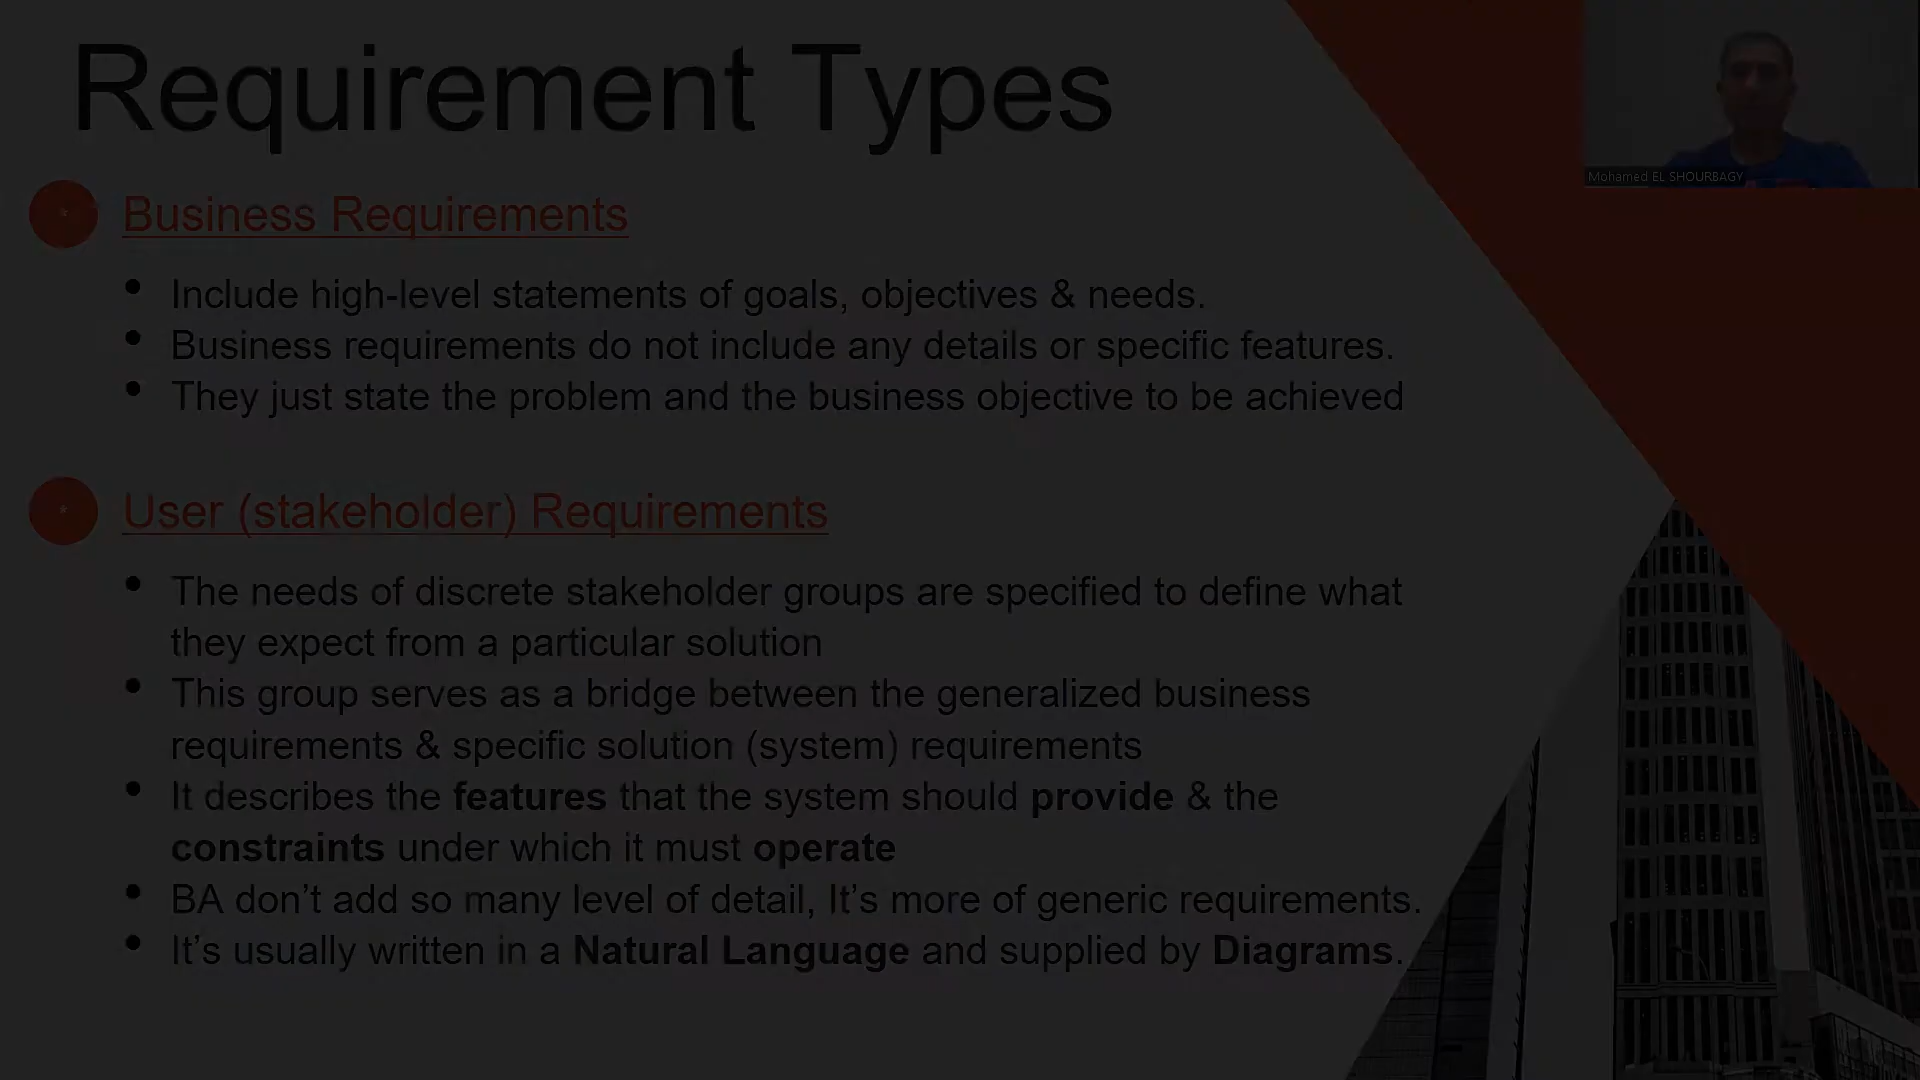 Requirement Types
Mohamed EL SHOURBAGY
* Business Requirements
• Include high-level statements of goals, objectives & needs.
• Business requirements do not include any details or specific features.
• They just state the problem and the business objective to be achieved
* User (stakeholder) Requirements
• The needs of discrete stakeholder groups are specified to define what
they expect from a particular solution
• This group serves as a bridge between the generalized business
requirements & specific solution (system) requirements
• It describes the features that the system should provide & the
constraints under which it must operate
• BA don’t add so many level of detail, It’s more of generic requirements.
• It’s usually written in a Natural Language and supplied by Diagrams.